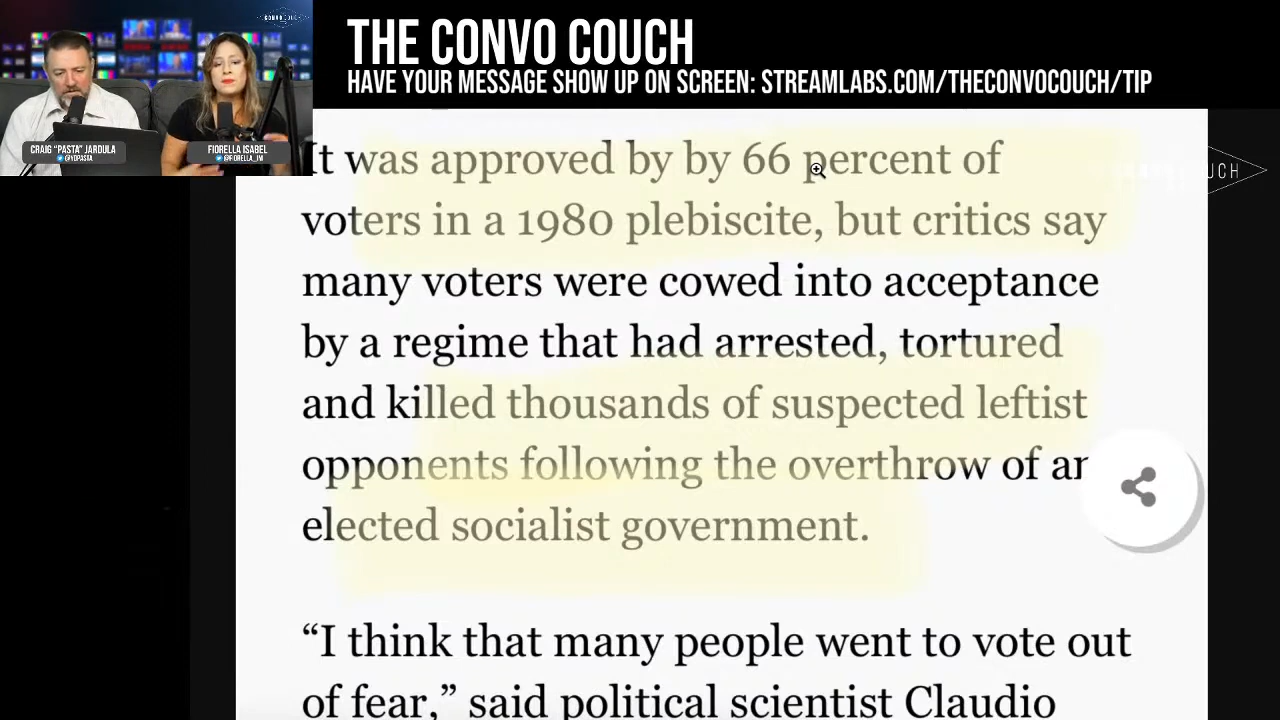 THE CONVO COUCH
HAVE YOUR MESSAGE SHOW UP ON SCREEN: STREAMLABS.COM/THECONVOCOUCH/TIP
CRAIG "PASTA" JARDULA
@YOPASTA
FIORELLA ISABEL
@FIORELLA_IM
It was approved by by 66 percent of
voters in a 1980 plebiscite, but critics say
many voters were cowed into acceptance
by a regime that had arrested, tortured
and killed thousands of suspected leftist
opponents following the overthrow of an
elected socialist government.
“I think that many people went to vote out
of fear,” said political scientist Claudio